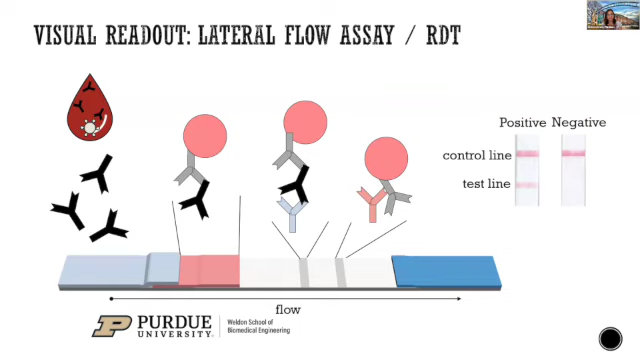 VISUAL READOUT: LATERAL FLOW ASSAY / RDT
Positive Negative
control line
test line
flow
P PURDUE UNIVERSITY®
Weldon School of
Biomedical Engineering